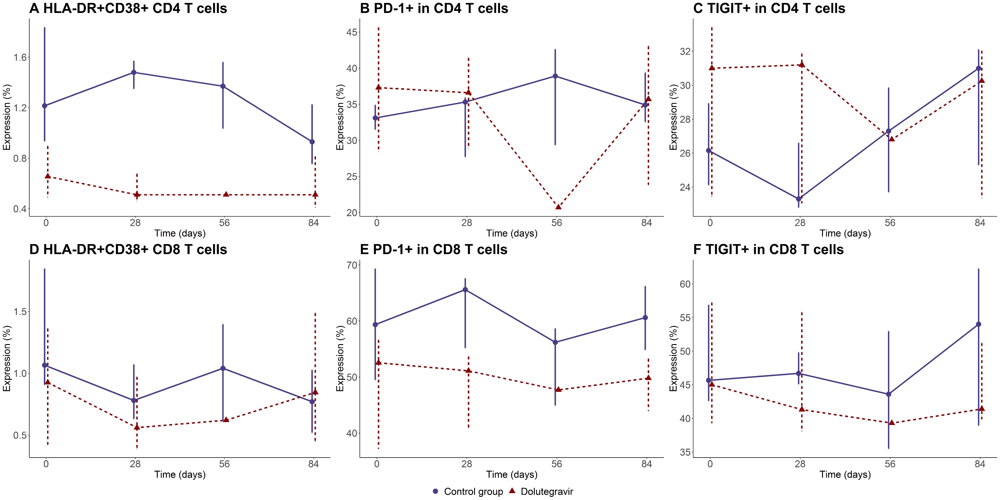 A HLA-DR+CD38+ CD4 T cells
Expression (%)
1.6
1.2
0.8
0.4
0 28 56 84
Time (days)
B PD-1+ in CD4 T cells
Expression (%)
45
40
35
30
25
20
0 28 56 84
Time (days)
C TIGIT+ in CD4 T cells
Expression (%)
32
30
28
26
24
0 28 56 84
Time (days)
D HLA-DR+CD38+ CD8 T cells
Expression (%)
1.5
1.0
0.5
0 28 56 84
Time (days)
E PD-1+ in CD8 T cells
Expression (%)
70
60
50
40
0 28 56 84
Time (days)
F TIGIT+ in CD8 T cells
Expression (%)
60
55
50
45
40
35
0 28 56 84
Time (days)
Control group Dolutegravir